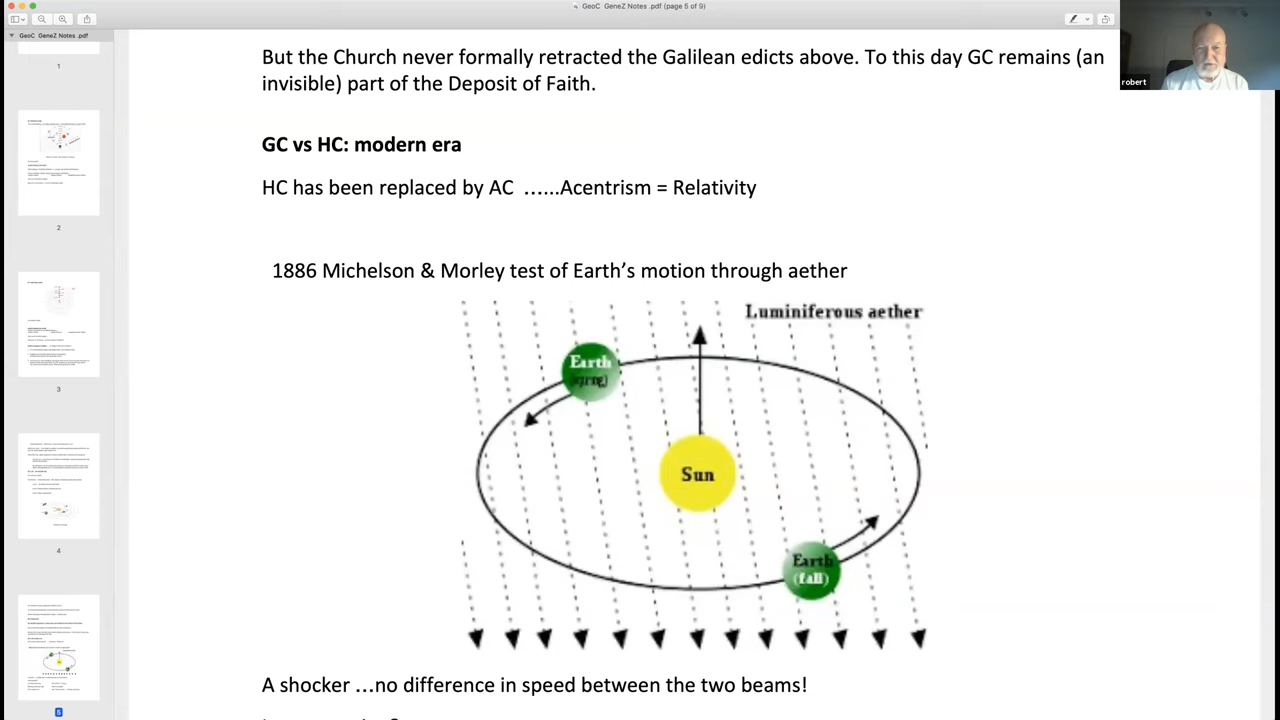 GeoC GeneZ Notes .pdf (page 5 of 9)
GeoC GeneZ Notes .pdf
robert
1
2
3
4
5
But the Church never formally retracted the Galilean edicts above. To this day GC remains (an
invisible) part of the Deposit of Faith.
GC vs HC: modern era
HC has been replaced by AC ......Acentrism = Relativity
1886 Michelson & Morley test of Earth's motion through aether
Luminiferous aether
Earth
Sun
Earth
(fall)
A shocker ...no difference in speed between the two beams!